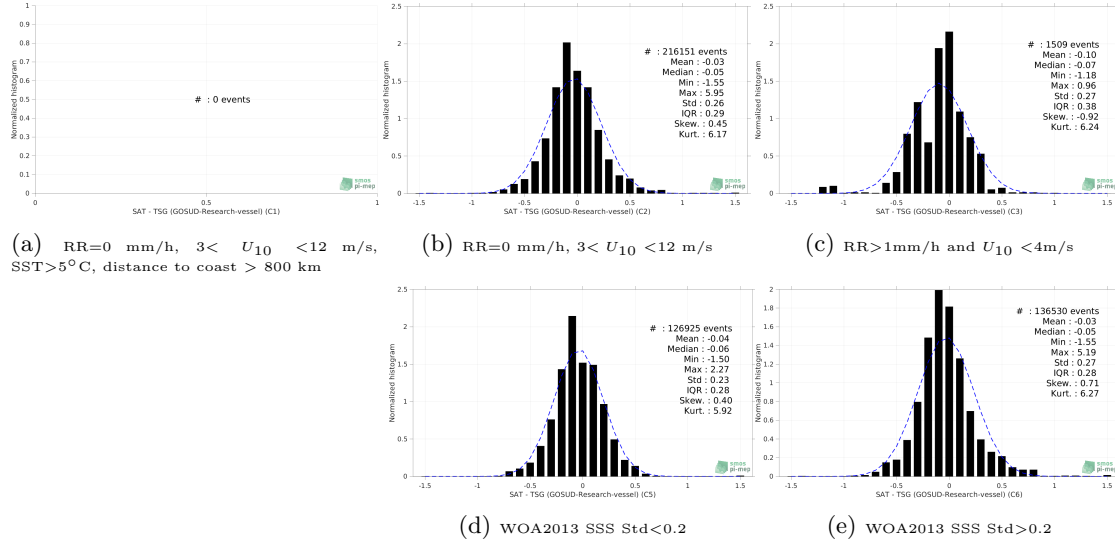 1
0.9
0.8
0.7
0.6
0.5
0.4
0.3
0.2
0.1
0
Normalized histogram
# : 0 events
smos
pi-mep
0 0.5 1
SAT - TSG (GOSUD-Research-vessel) (C1)
(a) RR=0 mm/h, 3< U10 <12 m/s,
SST>5°C, distance to coast > 800 km
2.5
2
1.5
1
0.5
0
Normalized histogram
# : 216151 events
Mean : -0.03
Median : -0.05
Min : -1.55
Max : 5.95
Std : 0.26
IQR : 0.29
Skew. : 0.45
Kurt. : 6.17
smos
pi-mep
-1.5 -1 -0.5 0 0.5 1 1.5
SAT - TSG (GOSUD-Research-vessel) (C2)
(b) RR=0 mm/h, 3< U10 <12 m/s
2.5
2
1.5
1
0.5
0
Normalized histogram
# : 1509 events
Mean : -0.10
Median : -0.07
Min : -1.18
Max : 0.96
Std : 0.27
IQR : 0.38
Skew. : -0.92
Kurt. : 6.24
smos
pi-mep
-1.5 -1 -0.5 0 0.5 1 1.5
SAT - TSG (GOSUD-Research-vessel) (C3)
(c) RR>1mm/h and U10 <4m/s
2.5
2
1.5
1
0.5
0
Normalized histogram
# : 126925 events
Mean : -0.04
Median : -0.06
Min : -1.50
Max : 2.27
Std : 0.23
IQR : 0.28
Skew. : 0.40
Kurt. : 5.92
smos
pi-mep
-1.5 -1 -0.5 0 0.5 1 1.5
SAT - TSG (GOSUD-Research-vessel) (C5)
(d) WOA2013 SSS Std<0.2
2
1.8
1.6
1.4
1.2
1
0.8
0.6
0.4
0.2
0
Normalized histogram
# : 136530 events
Mean : -0.03
Median : -0.05
Min : -1.55
Max : 5.19
Std : 0.27
IQR : 0.28
Skew. : 0.71
Kurt. : 6.27
smos
pi-mep
-1.5 -1 -0.5 0 0.5 1 1.5
SAT - TSG (GOSUD-Research-vessel) (C6)
(e) WOA2013 SSS Std>0.2